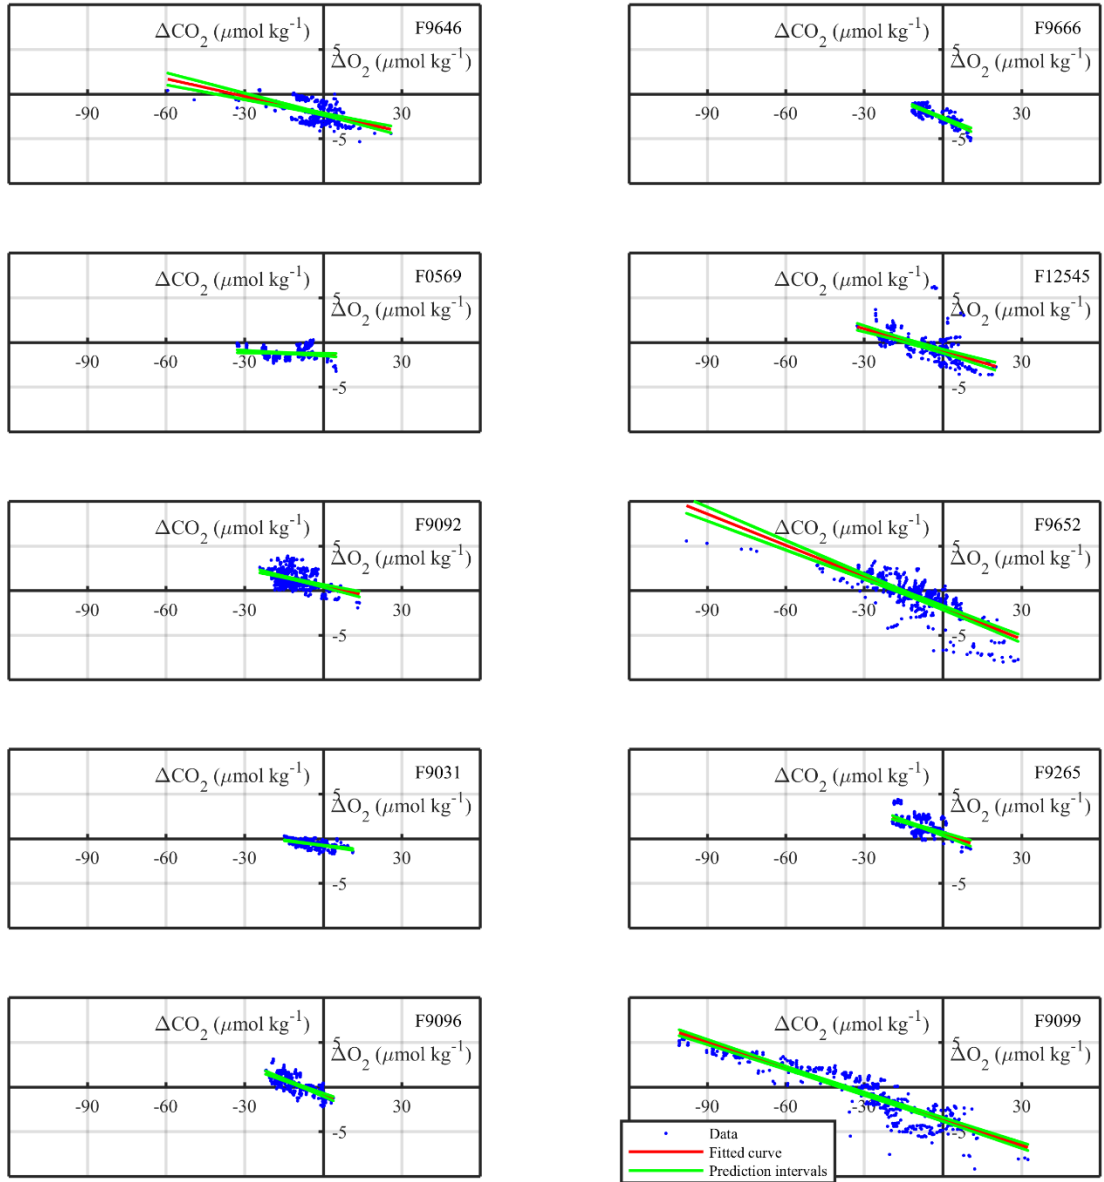 ΔCO2 (μmol kg-1) F9646
5
ΔO2 (μmol kg-1)
-90 -60 -30 30
-5
ΔCO2 (μmol kg-1) F9666
5
ΔO2 (μmol kg-1)
-90 -60 -30 30
-5
ΔCO2 (μmol kg-1) F0569
5
ΔO2 (μmol kg-1)
-90 -60 -30 30
-5
ΔCO2 (μmol kg-1) F12545
5
ΔO2 (μmol kg-1)
-90 -60 -30 30
-5
ΔCO2 (μmol kg-1) F9092
5
ΔO2 (μmol kg-1)
-90 -60 -30 30
-5
ΔCO2 (μmol kg-1) F9652
5
ΔO2 (μmol kg-1)
-90 -60 -30 30
-5
ΔCO2 (μmol kg-1) F9031
5
ΔO2 (μmol kg-1)
-90 -60 -30 30
-5
ΔCO2 (μmol kg-1) F9265
5
ΔO2 (μmol kg-1)
-90 -60 -30 30
-5
ΔCO2 (μmol kg-1) F9096
5
ΔO2 (μmol kg-1)
-90 -60 -30 30
-5
ΔCO2 (μmol kg-1) F9099
5
ΔO2 (μmol kg-1)
-90 -60 -30 30
-5
Data
Fitted curve
Prediction intervals